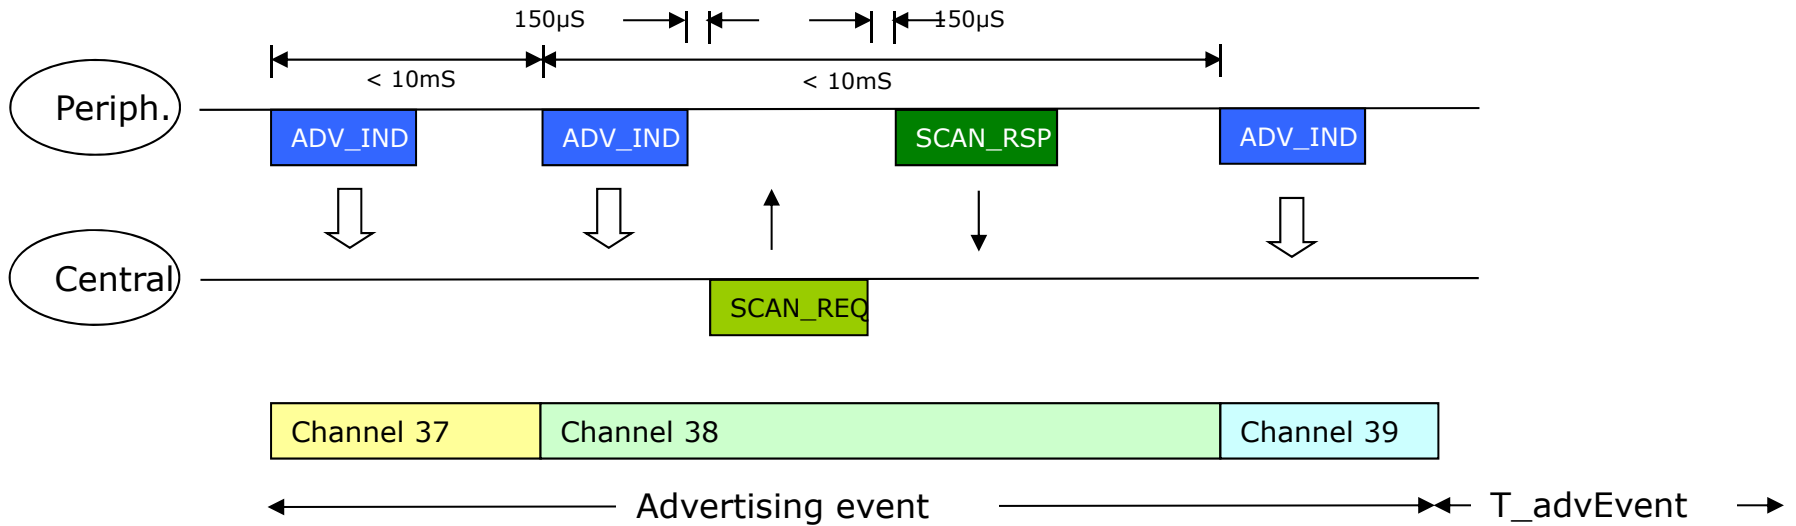 150µS
150µS
< 10mS
< 10mS
Periph.
ADV_IND
ADV_IND
SCAN_RSP
ADV_IND
Central
SCAN_REQ
Channel 37
Channel 38
Channel 39
Advertising event
T_advEvent